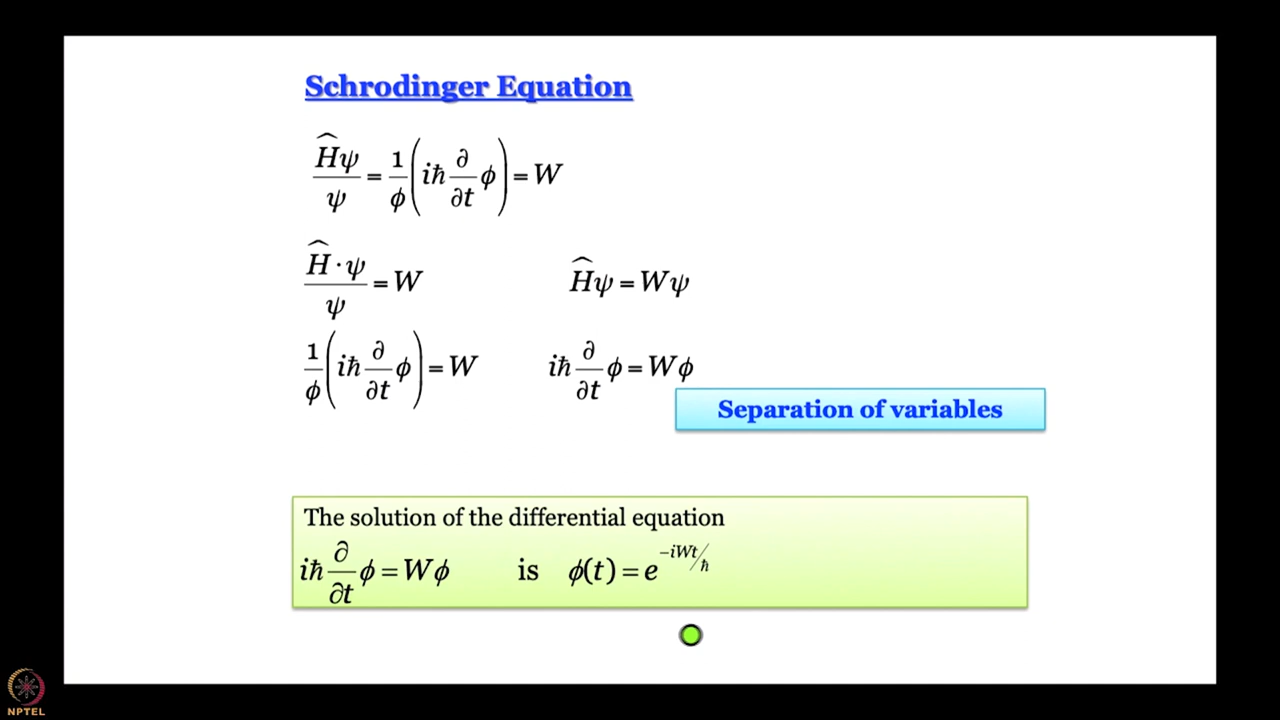 Schrodinger Equation
Ĥψ/ψ = 1/ϕ (iħ ∂/∂t ϕ) = W
Ĥ·ψ/ψ = W    Ĥψ = Wψ
1/ϕ (iħ ∂/∂t ϕ) = W    iħ ∂/∂t ϕ = Wϕ
Separation of variables
The solution of the differential equation
iħ ∂/∂t ϕ = Wϕ    is    ϕ(t) = e^(−iWt/ħ)
NPTEL